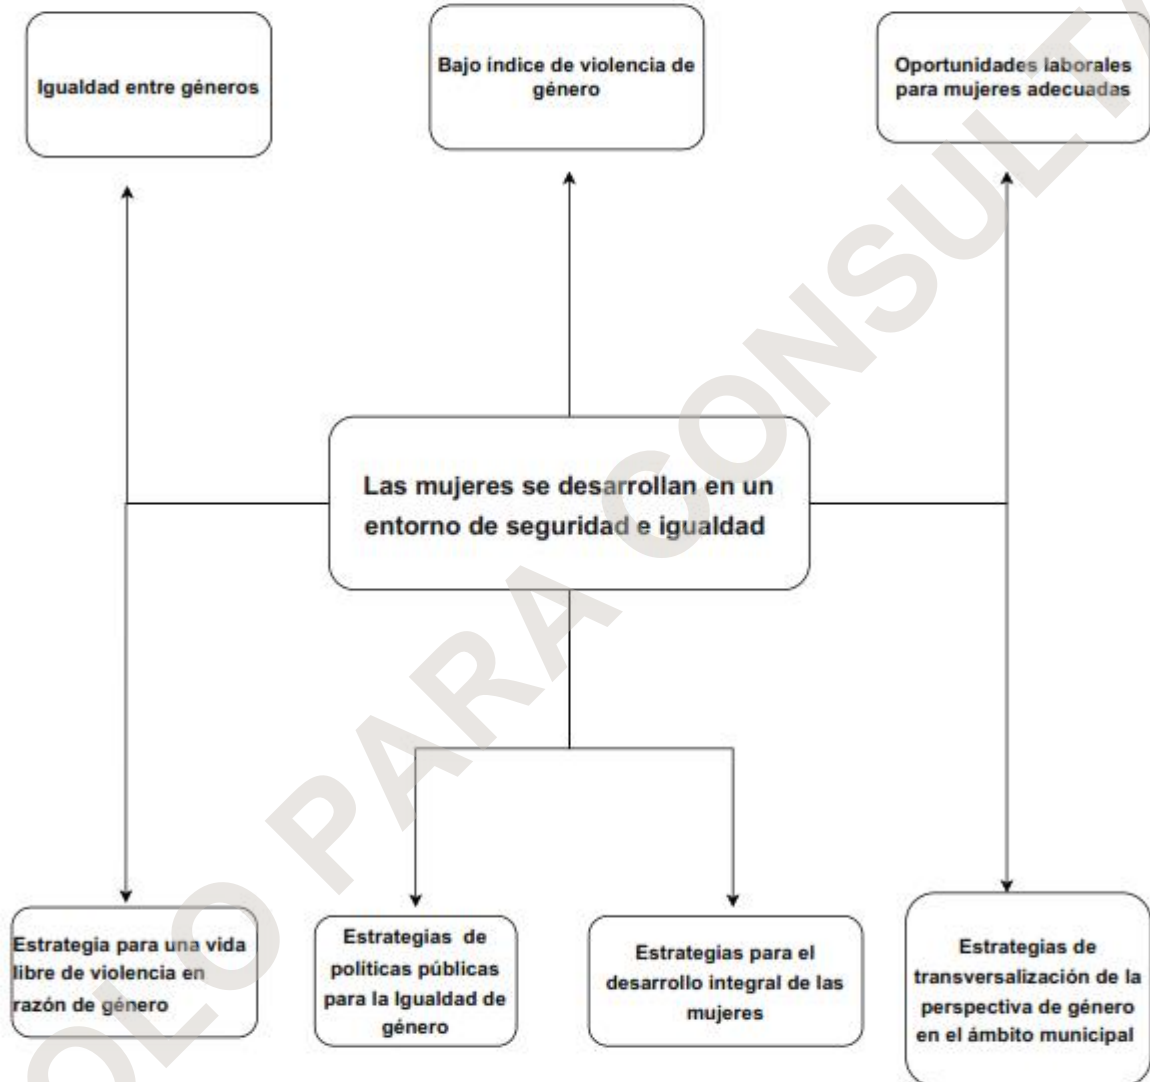 Igualdad entre géneros
Bajo índice de violencia de
género
Oportunidades laborales
para mujeres adecuadas
Las mujeres se desarrollan en un
entorno de seguridad e igualdad
Estrategia para una vida
libre de violencia en
razón de género
Estrategias de
políticas públicas
para la Igualdad de
género
Estrategias para el
desarrollo integral de las
mujeres
Estrategias de
transversalización de la
perspectiva de género
en el ámbito municipal
OLO PARA CONSULTA